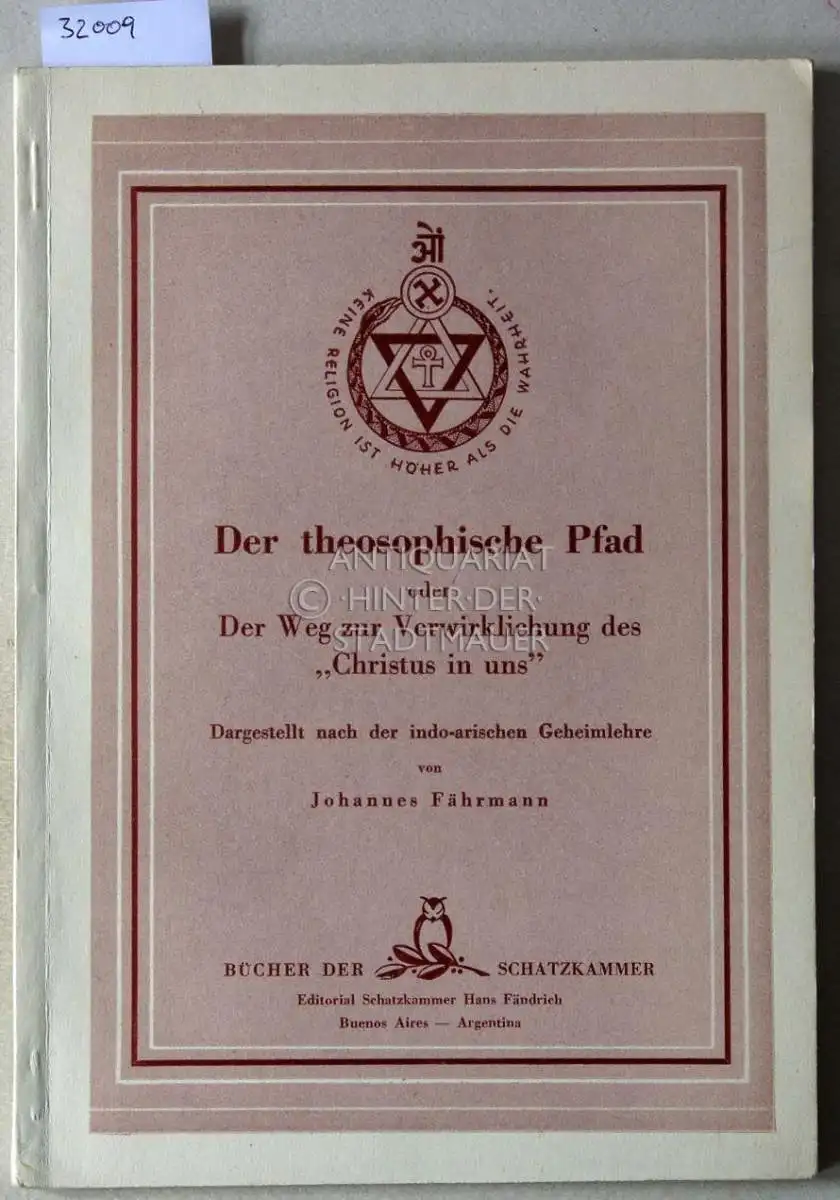 32009
ओं
KEINE RELIGION IST HÖHER ALS DIE WAHRHEIT.
Der theosophische Pfad
oder
Der Weg zur Verwirklichung des
„Christus in uns”
ANTIQUARIAT
© ·HINTER·DER·
STADTMAUER
Dargestellt nach der indo-arischen Geheimlehre
von
Johannes Fährmann
BÜCHER DER SCHATZKAMMER
Editorial Schatzkammer Hans Fändrich
Buenos Aires — Argentina